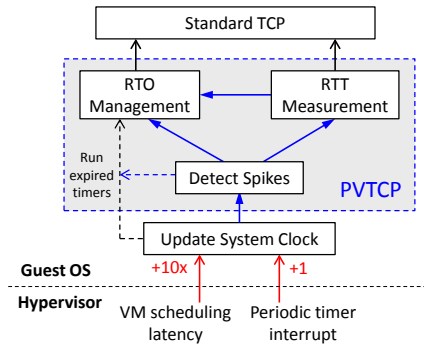 Standard TCP
RTO
Management
RTT
Measurement
Run
expired
timers
Detect Spikes
PVTCP
Update System Clock
Guest OS
+10x
+1
Hypervisor
VM scheduling
latency
Periodic timer
interrupt